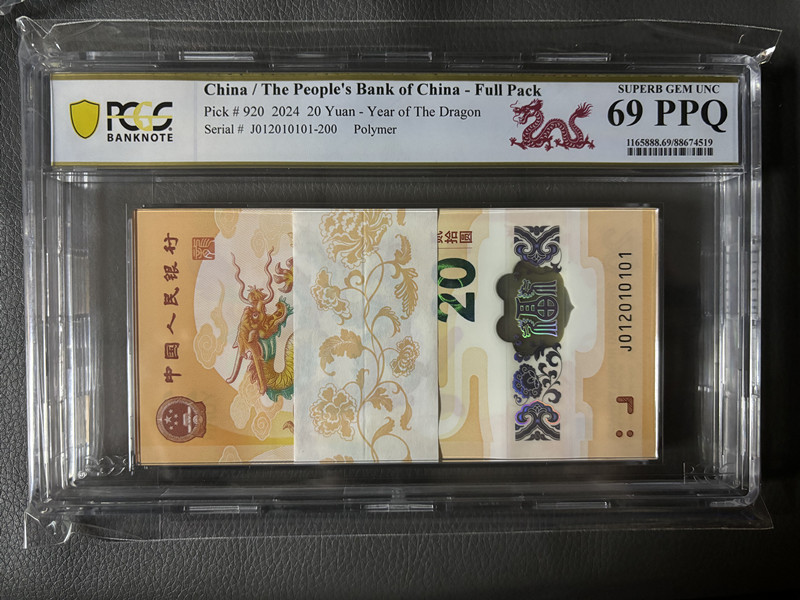 PCGS
BANKNOTE
China / The People's Bank of China - Full Pack
Pick # 920 2024 20 Yuan - Year of The Dragon
Serial # J012010101-200 Polymer
SUPERB GEM UNC
69 PPQ
1165888.69/88674519
中国人民银行
贰拾圆
20
J012010101